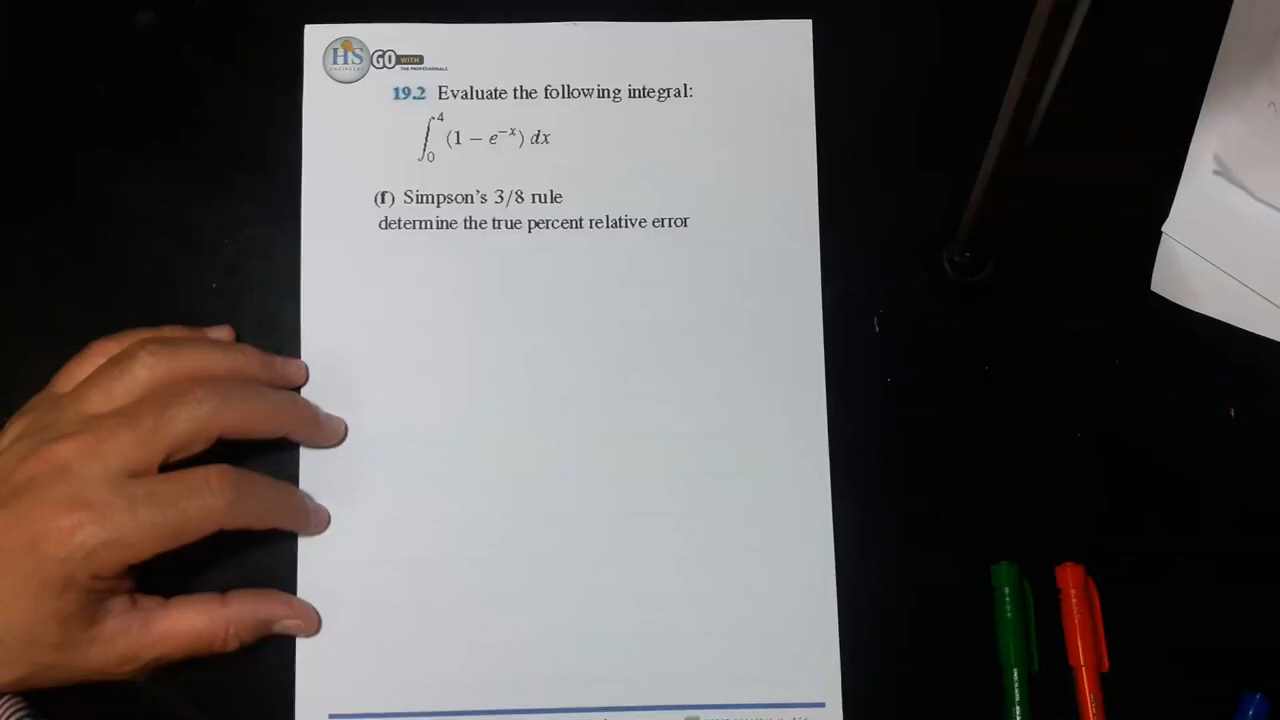 HS
ENGINEERS
GO WITH
THE PROFESSIONALS
19.2 Evaluate the following integral:
∫₀⁴ (1 − e⁻ˣ) dx
(f) Simpson's 3/8 rule
determine the true percent relative error